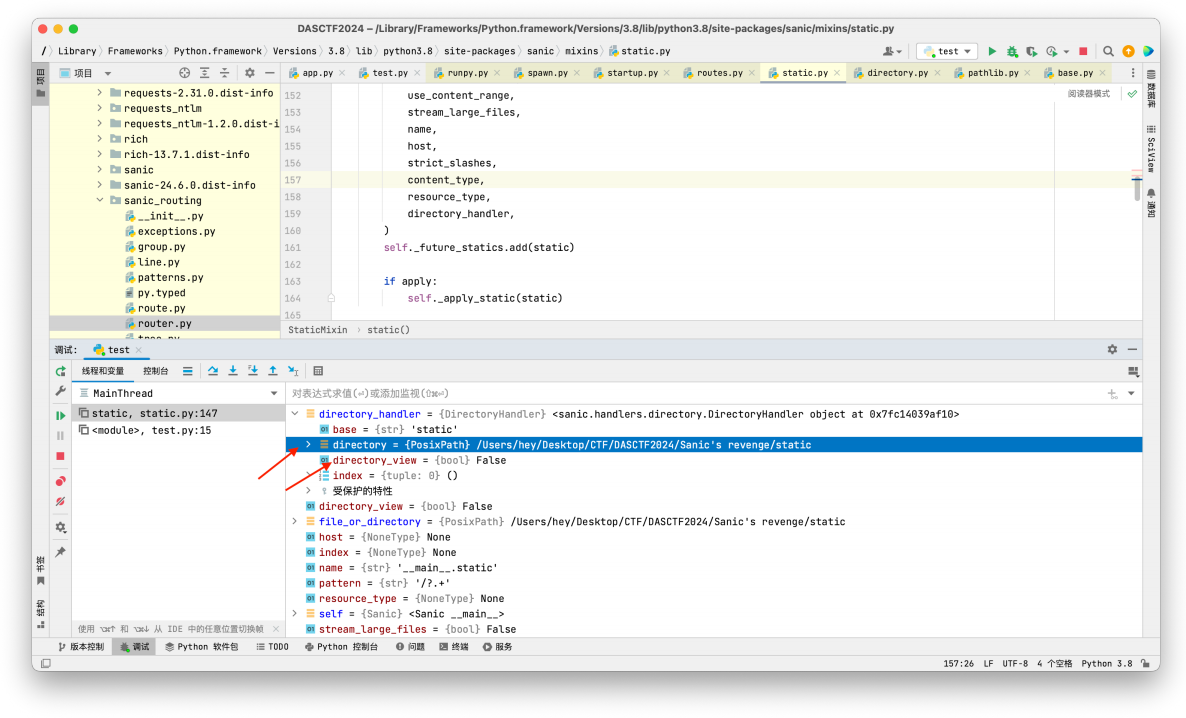 DASCTF2024 – /Library/Frameworks/Python.framework/Versions/3.8/lib/python3.8/site-packages/sanic/mixins/static.py
/ Library Frameworks Python.framework Versions 3.8 lib python3.8 site-packages sanic mixins static.py test
项目 app.py test.py runpy.py spawn.py startup.py routes.py static.py directory.py pathlib.py base.py
项目
requests-2.31.0.dist-info
requests_ntlm
requests_ntlm-1.2.0.dist-i
rich
rich-13.7.1.dist-info
sanic
sanic-24.6.0.dist-info
sanic_routing
__init__.py
exceptions.py
group.py
line.py
patterns.py
py.typed
route.py
router.py
tree.py
阅读器模式
152 use_content_range,
153 stream_large_files,
154 name,
155 host,
156 strict_slashes,
157 content_type,
158 resource_type,
159 directory_handler,
160 )
161 self._future_statics.add(static)
162
163 if apply:
164 self._apply_static(static)
165
StaticMixin › static()
数据库
SciView
通知
调试: test
线程和变量 控制台
MainThread
对表达式求值(⏎)或添加监视(⇧⌘⏎)
static, static.py:147
<module>, test.py:15
directory_handler = {DirectoryHandler} <sanic.handlers.directory.DirectoryHandler object at 0x7fc14039af10>
base = {str} 'static'
directory = {PosixPath} /Users/hey/Desktop/CTF/DASCTF2024/Sanic's revenge/static
directory_view = {bool} False
index = {tuple: 0} ()
受保护的特性
directory_view = {bool} False
file_or_directory = {PosixPath} /Users/hey/Desktop/CTF/DASCTF2024/Sanic's revenge/static
host = {NoneType} None
index = {NoneType} None
name = {str} '__main__.static'
pattern = {str} '/?.+'
resource_type = {NoneType} None
self = {Sanic} <Sanic __main__>
stream_large_files = {bool} False
书签
结构
使用 ⌥⌘↑ 和 ⌥⌘↓ 从 IDE 中的任意位置切换帧
版本控制 调试 Python 软件包 TODO Python 控制台 问题 终端 服务
157:26 LF UTF-8 4 个空格 Python 3.8